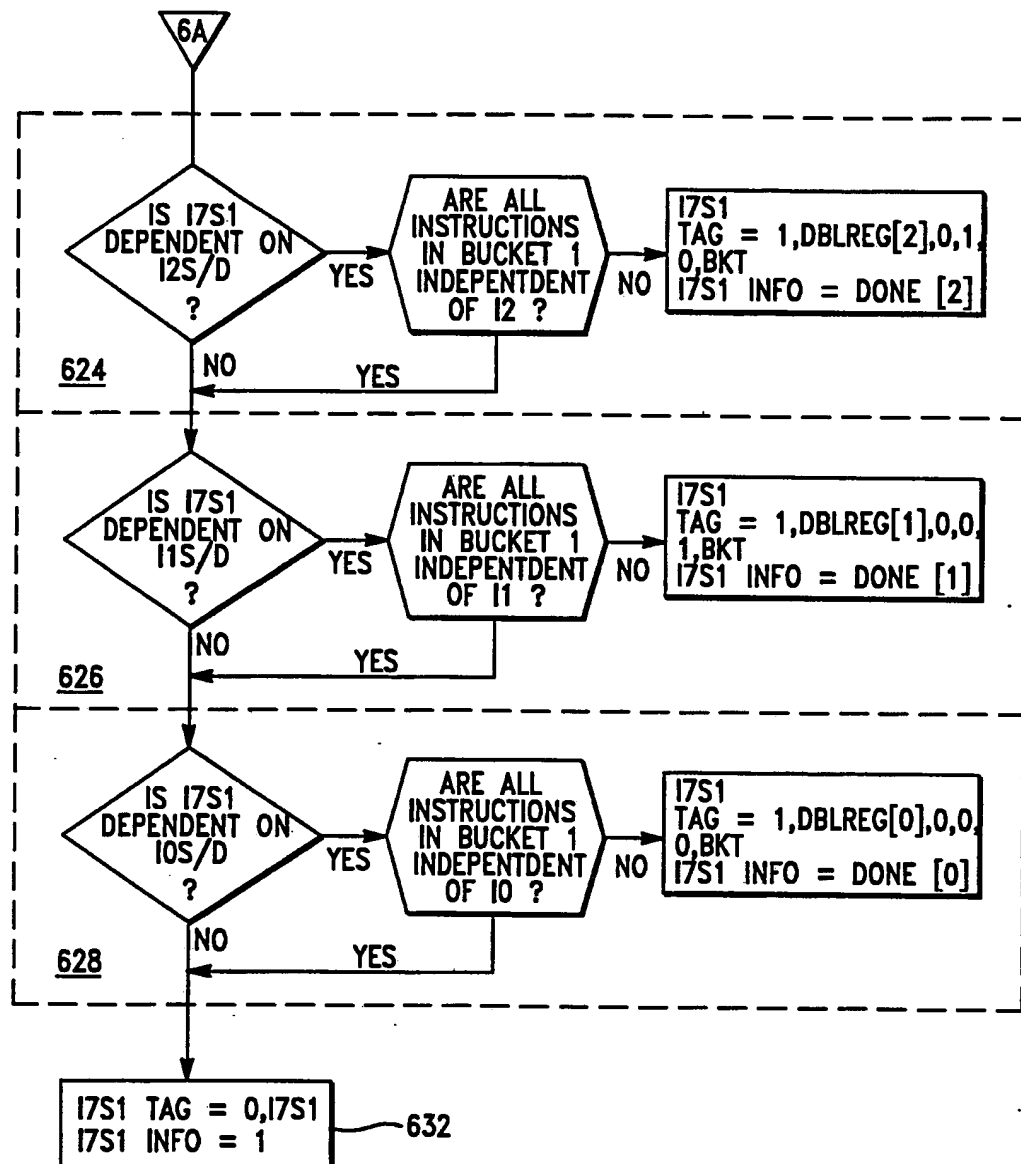 6A
IS I7S1
DEPENDENT ON
I2S/D
?
YES
NO
ARE ALL
INSTRUCTIONS
IN BUCKET 1
INDEPENTDENT
OF I2 ?
NO
YES
I7S1
TAG = 1,DBLREG[2],0,1,
0,BKT
I7S1 INFO = DONE [2]
624
IS I7S1
DEPENDENT ON
I1S/D
?
YES
NO
ARE ALL
INSTRUCTIONS
IN BUCKET 1
INDEPENTDENT
OF I1 ?
NO
YES
I7S1
TAG = 1,DBLREG[1],0,0,
1,BKT
I7S1 INFO = DONE [1]
626
IS I7S1
DEPENDENT ON
I0S/D
?
YES
NO
ARE ALL
INSTRUCTIONS
IN BUCKET 1
INDEPENTDENT
OF I0 ?
NO
YES
I7S1
TAG = 1,DBLREG[0],0,0,
0,BKT
I7S1 INFO = DONE [0]
628
I7S1 TAG = 0,I7S1
I7S1 INFO = 1
632